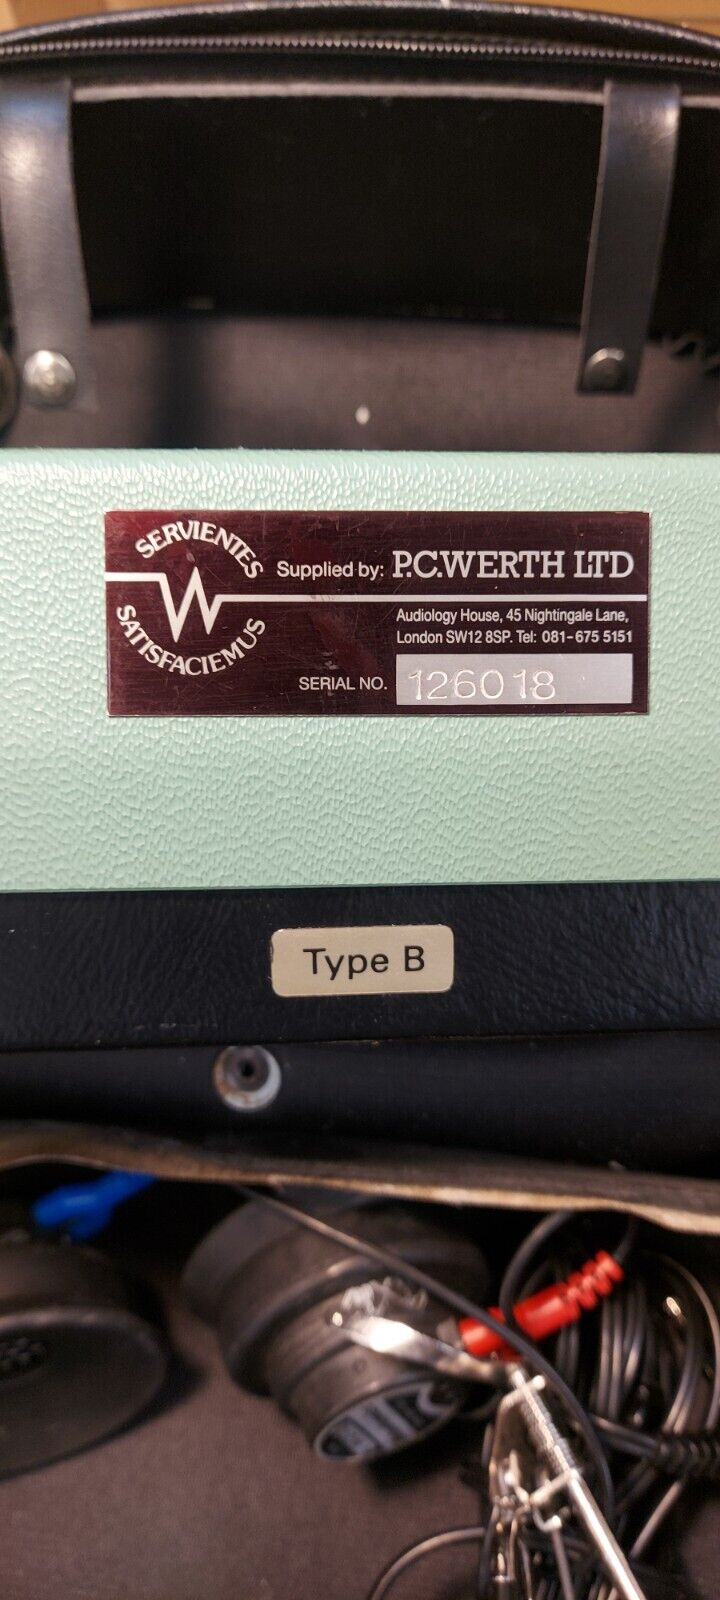 SERVIENTES
SATISFACIEMUS
W
Supplied by: P.C.WERTH LTD
Audiology House, 45 Nightingale Lane,
London SW12 8SP. Tel: 081-675 5151
SERIAL NO. 126018
Type B